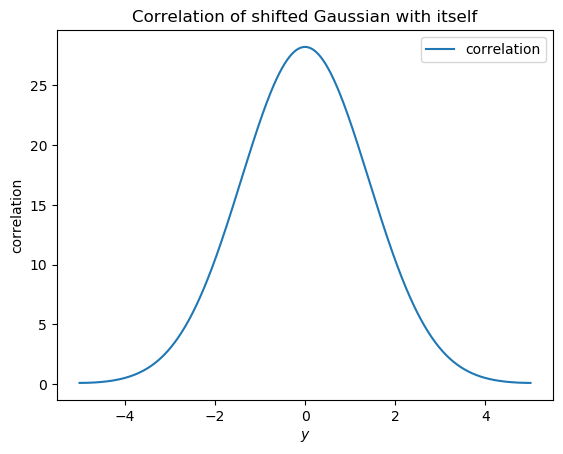 Correlation of shifted Gaussian with itself
correlation
correlation
25
20
15
10
5
0
−4
−2
0
2
4
y